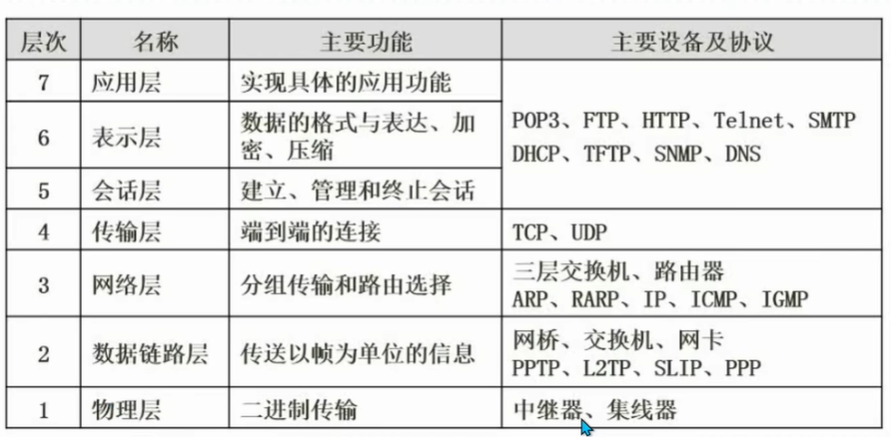 层次 名称 主要功能 主要设备及协议
7 应用层 实现具体的应用功能
6 表示层 数据的格式与表达、加
密、压缩
POP3、FTP、HTTP、Telnet、SMTP
DHCP、TFTP、SNMP、DNS
5 会话层 建立、管理和终止会话
4 传输层 端到端的连接 TCP、UDP
3 网络层 分组传输和路由选择 三层交换机、路由器
ARP、RARP、IP、ICMP、IGMP
2 数据链路层 传送以帧为单位的信息 网桥、交换机、网卡
PPTP、L2TP、SLIP、PPP
1 物理层 二进制传输 中继器、集线器